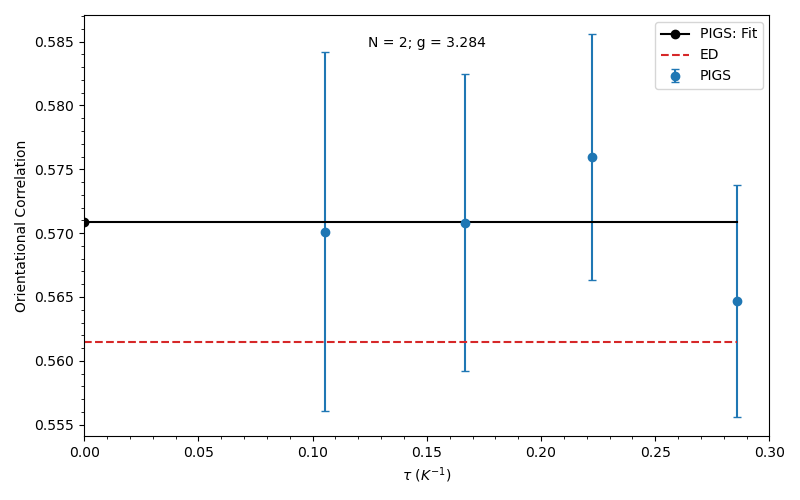 N = 2; g = 3.284
PIGS: Fit
ED
PIGS
Orientational Correlation
0.585
0.580
0.575
0.570
0.565
0.560
0.555
0.00 0.05 0.10 0.15 0.20 0.25 0.30
τ (K⁻¹)